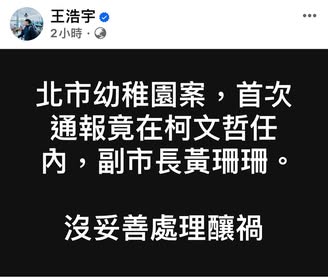 王浩宇
2小時·
北市幼稚園案，首次
通報竟在柯文哲任
內，副市長黃珊珊。
沒妥善處理釀禍